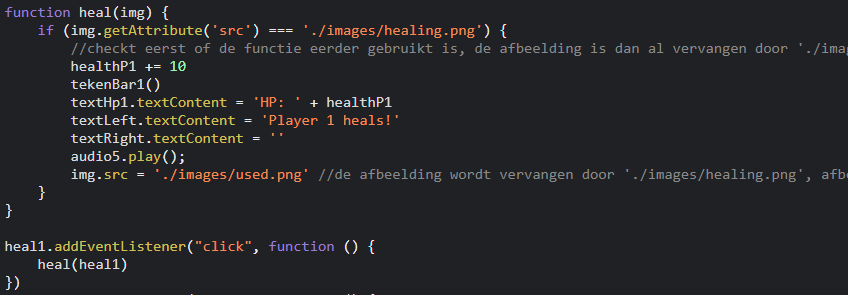 function heal(img) {
if (img.getAttribute('src') === './images/healing.png') {
//checkt eerst of de functie eerder gebruikt is, de afbeelding is dan al vervangen door './ima
healthP1 += 10
tekenBar1()
textHp1.textContent = 'HP: ' + healthP1
textLeft.textContent = 'Player 1 heals!'
textRight.textContent = ''
audio5.play();
img.src = './images/used.png' //de afbeelding wordt vervangen door './images/healing.png', afbe
}
}
heal1.addEventListener("click", function () {
heal(heal1)
})